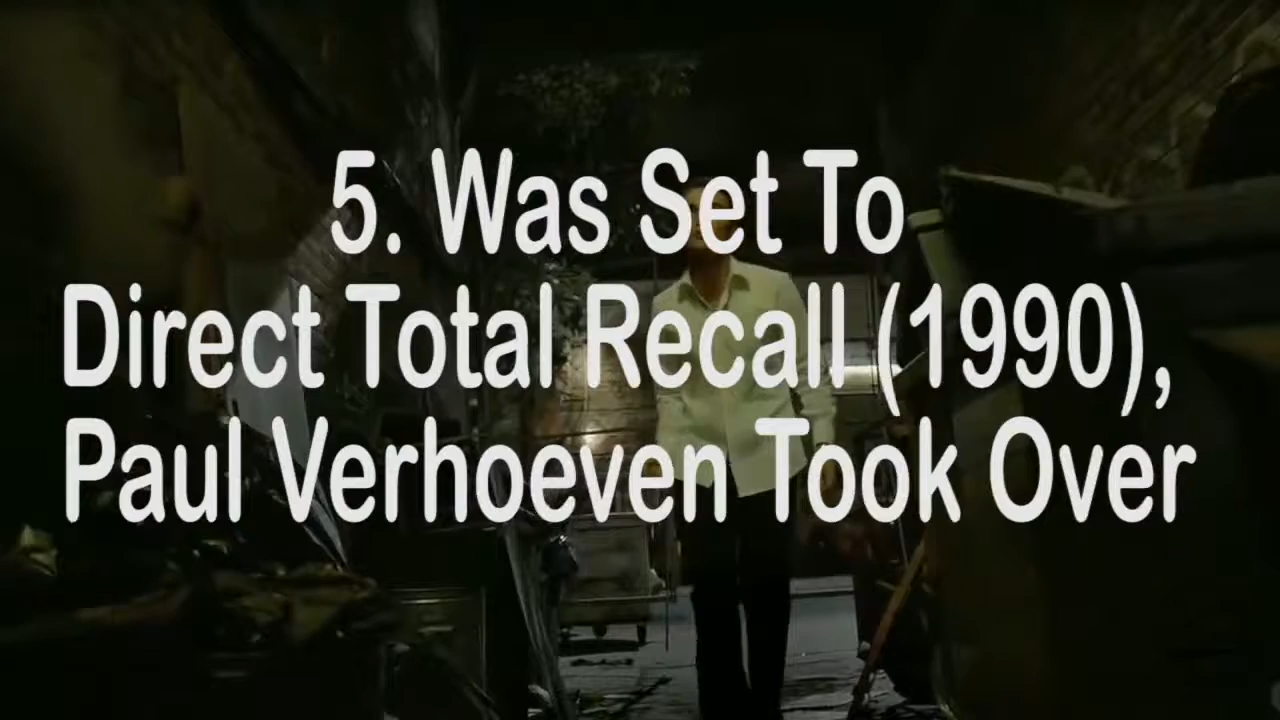 5. Was Set To
Direct Total Recall (1990),
Paul Verhoeven Took Over